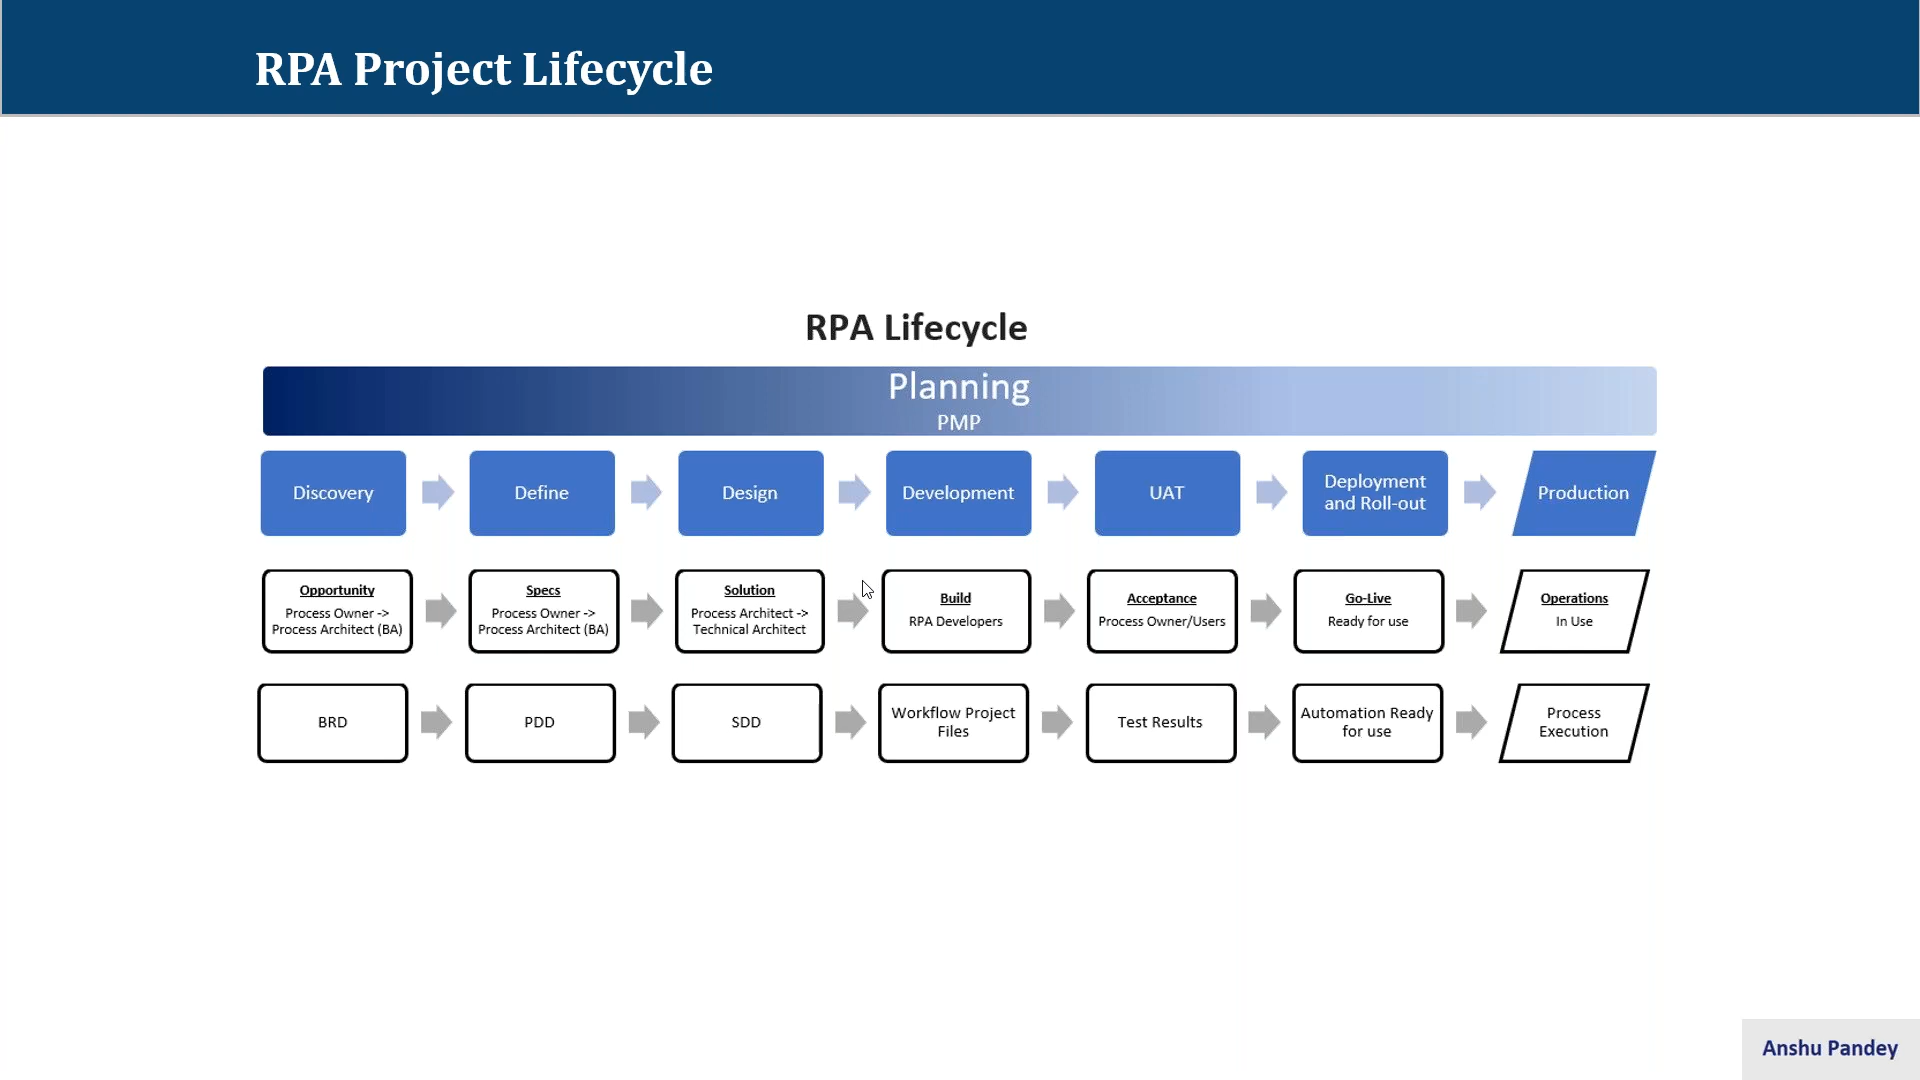 RPA Project Lifecycle
RPA Lifecycle
Planning
PMP
Discovery
Define
Design
Development
UAT
Deployment
and Roll-out
Production
Opportunity
Process Owner ->
Process Architect (BA)
Specs
Process Owner ->
Process Architect (BA)
Solution
Process Architect ->
Technical Architect
Build
RPA Developers
Acceptance
Process Owner/Users
Go-Live
Ready for use
Operations
In Use
BRD
PDD
SDD
Workflow Project
Files
Test Results
Automation Ready
for use
Process
Execution
Anshu Pandey